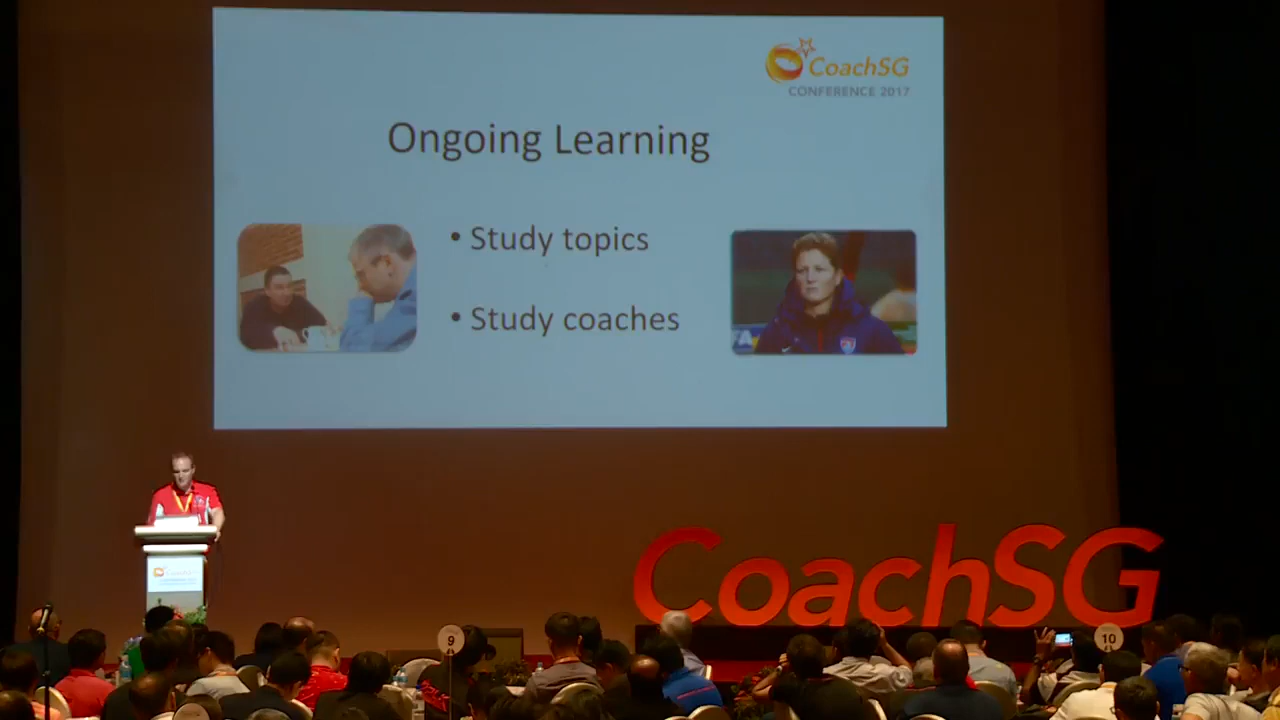 CoachSG
CONFERENCE 2017
Ongoing Learning
• Study topics
• Study coaches
CoachSG
9
10